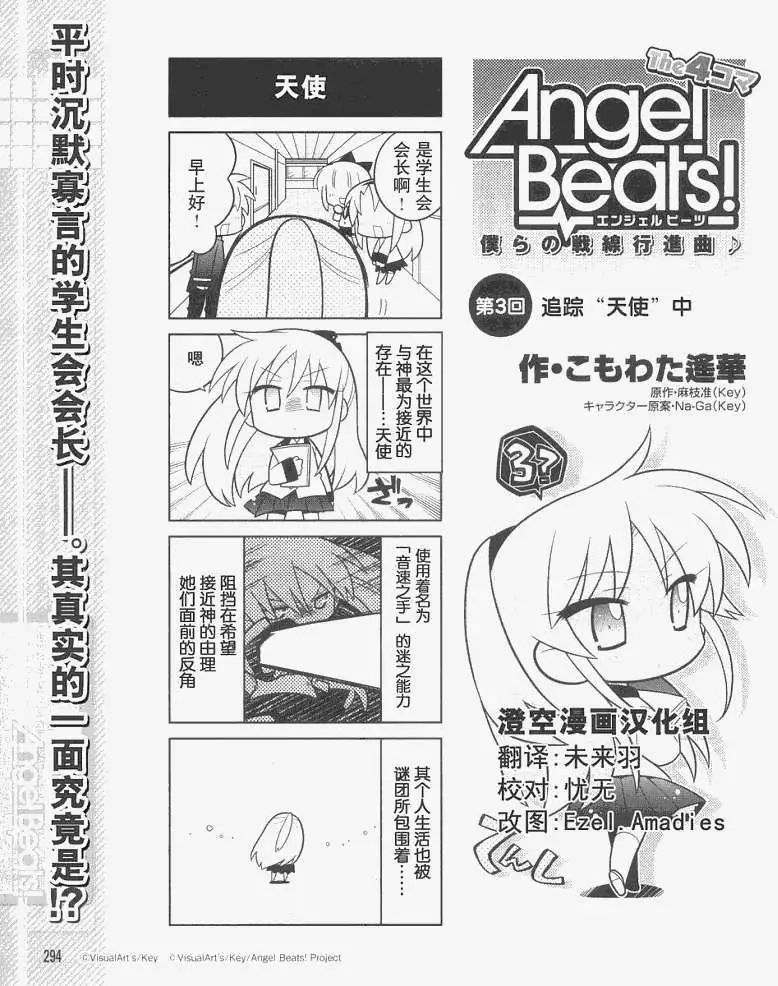 平时沉默寡言的学生会会长——。其真实的一面究竟是!?
The 4コマ
Angel
Beats!
エンジェル ビーツ
僕らの戦線行進曲♪
第3回 追踪“天使”中
作・こもわた遙華
原作・麻枝准(Key)
キャラクター原案・Na-Ga(Key)
3?
天使
是学生会
会长啊！
早上好！
在这个世界中
与神最为接近的
存在——…天使
嗯
ざっ
使用着名为
「音速之手」的迷之能力
阻挡在希望
接近神的由理
她们面前的反角
其个人生活也被
谜团所包围着……
澄空漫画汉化组
翻译:未来羽
校对:忧无
改图:Ezel.Amadies
Angel Beats!
294
©VisualArt's/Key ©VisualArt's/Key/Angel Beats! Project